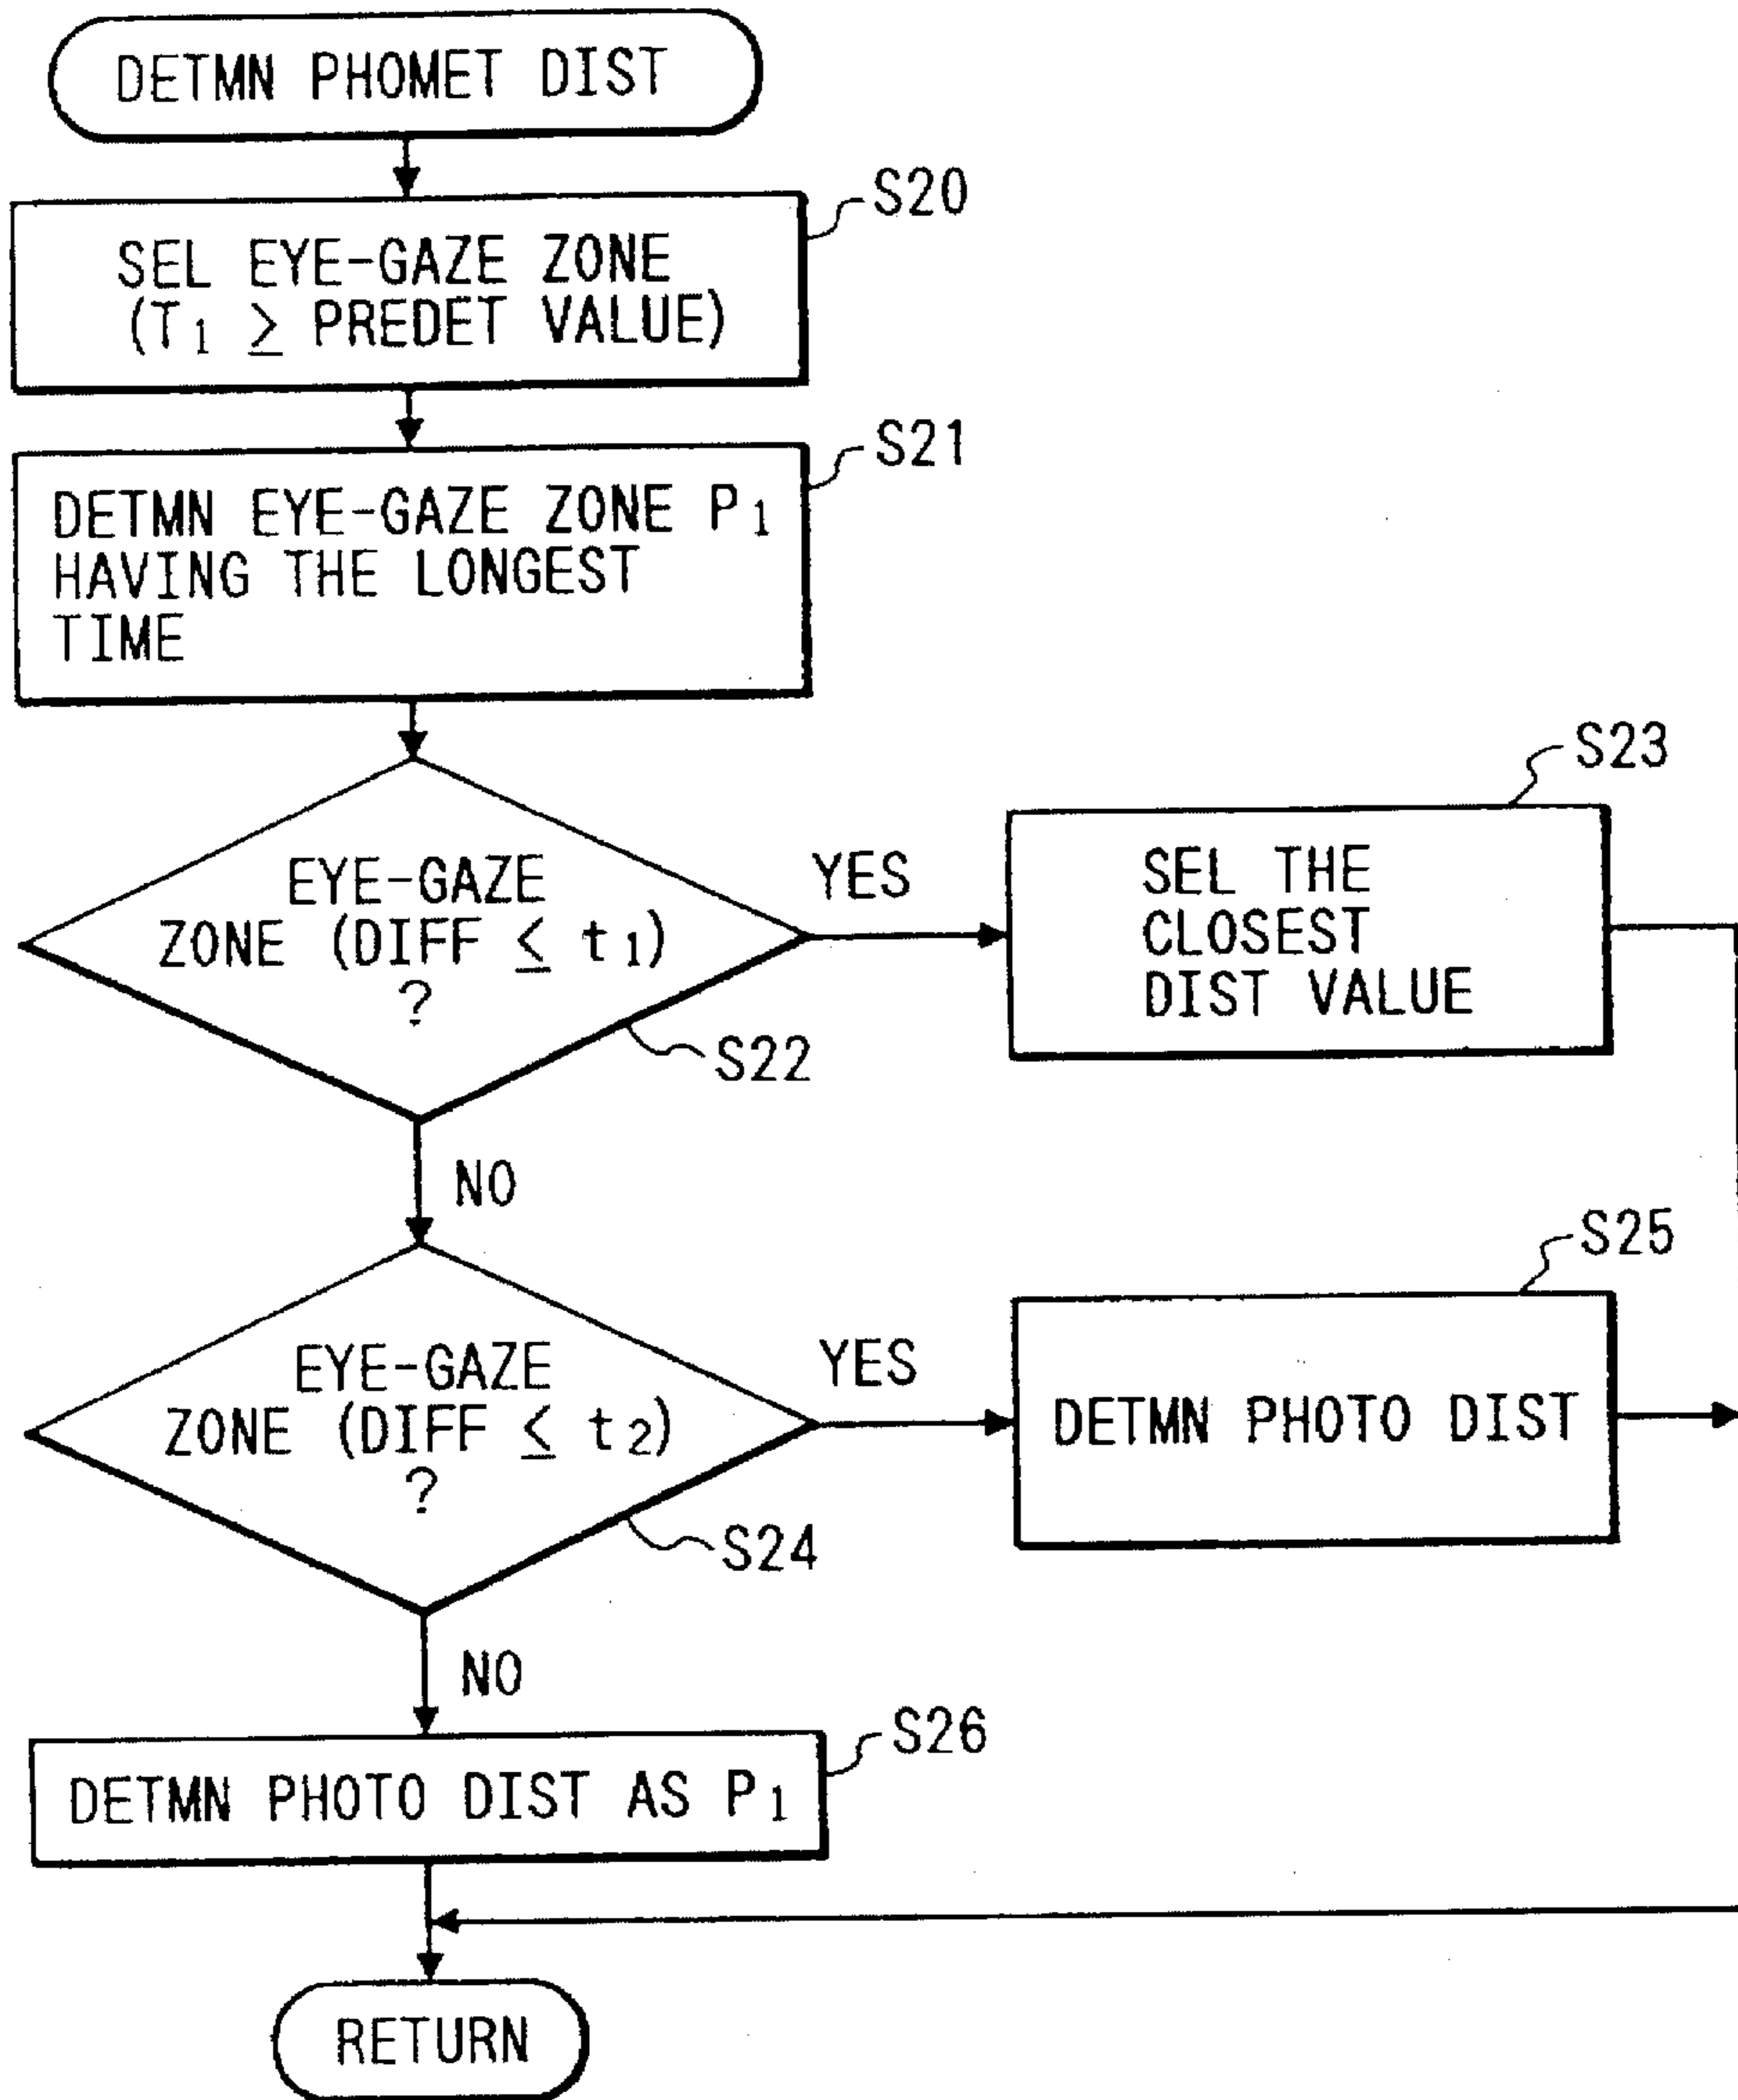 DETMN PHOMET DIST
S20
SEL EYE-GAZE ZONE
(T1 ≥ PREDET VALUE)
S21
DETMN EYE-GAZE ZONE P1
HAVING THE LONGEST
TIME
EYE-GAZE
ZONE (DIFF ≤ t1)
?
S22
YES
S23
SEL THE
CLOSEST
DIST VALUE
NO
EYE-GAZE
ZONE (DIFF ≤ t2)
?
S24
YES
S25
DETMN PHOTO DIST
NO
S26
DETMN PHOTO DIST AS P1
RETURN